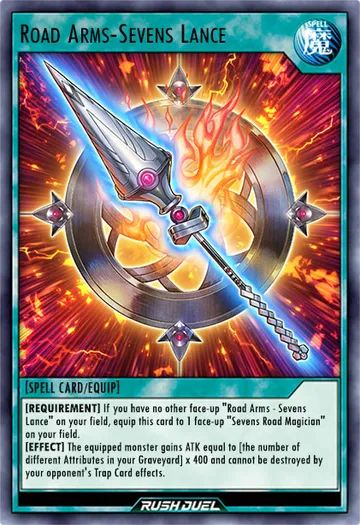 ROAD ARMS-SEVENS LANCE
SPELL
魔
[SPELL CARD/EQUIP]
[REQUIREMENT] If you have no other face-up "Road Arms - Sevens
Lance" on your field, equip this card to 1 face-up "Sevens Road Magician"
on your field.
[EFFECT] The equipped monster gains ATK equal to [the number of
different Attributes in your Graveyard] x 400 and cannot be destroyed by
your opponent's Trap Card effects.
RUSH DUEL